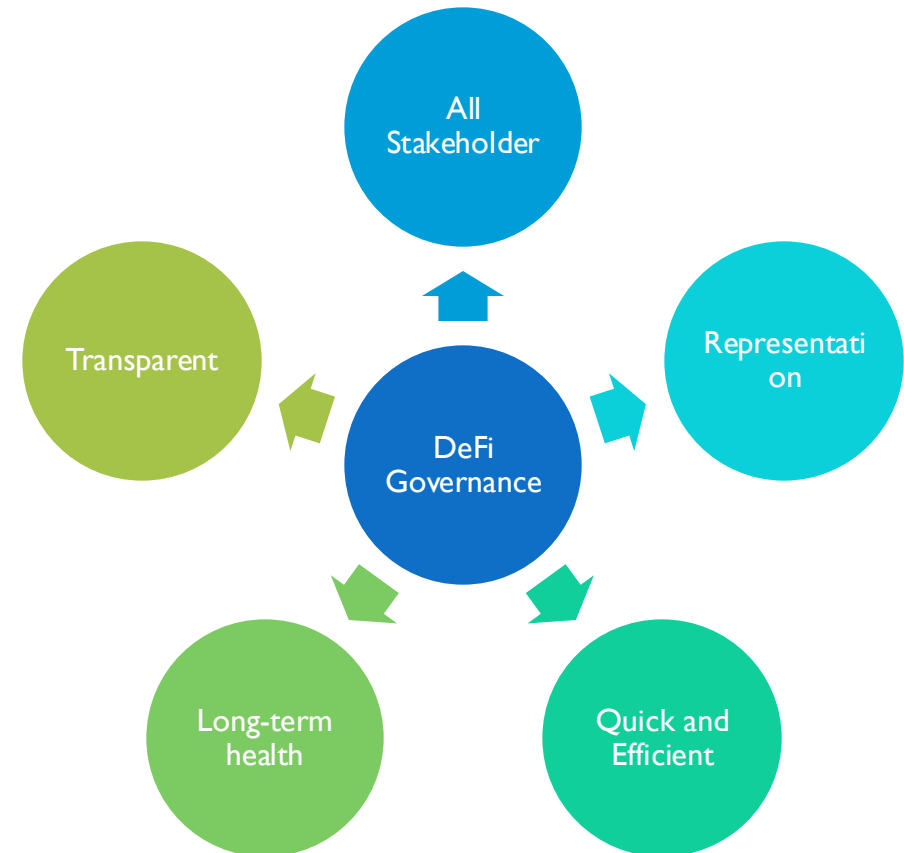 All
Stakeholder
Transparent
Representati
on
DeFi
Governance
Long-term
health
Quick and
Efficient